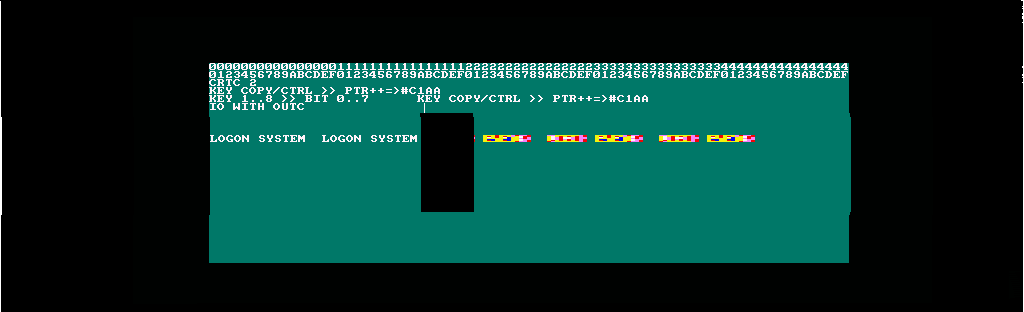 00000000000000001111111111111111222222222222222233333333333333334444444444444444
0123456789ABCDEF0123456789ABCDEF0123456789ABCDEF0123456789ABCDEF0123456789ABCDEF
CRTC 2
KEY COPY/CTRL >> PTR++=>#C1AA
KEY 1..8 >> BIT 0..7      KEY COPY/CTRL >> PTR++=>#C1AA
IO WITH OUTC
LOGON SYSTEM  LOGON SYSTEM